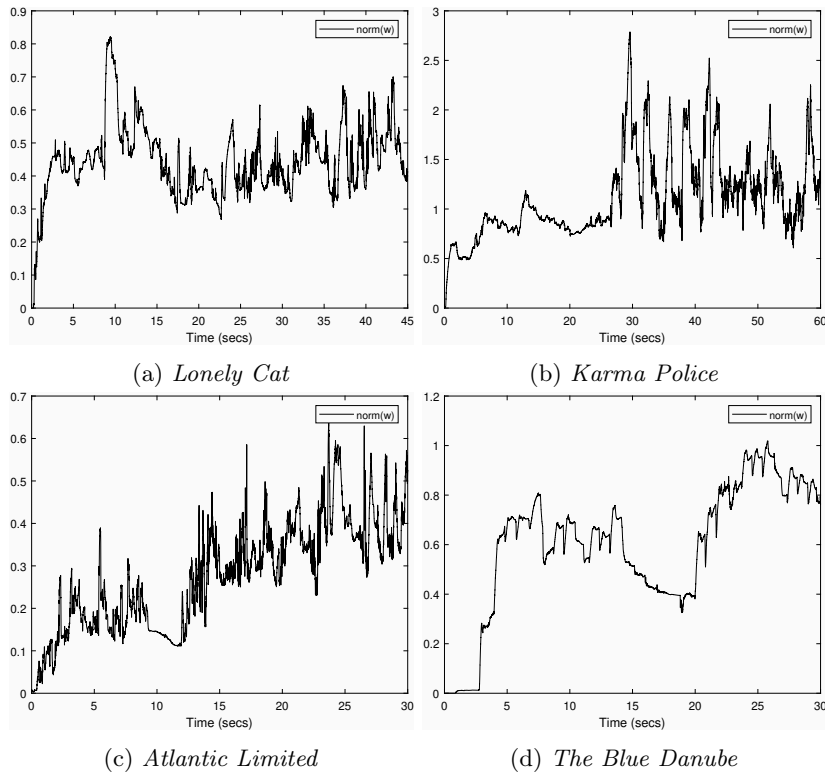 0.9
0.8
0.7
0.6
0.5
0.4
0.3
0.2
0.1
0
0 5 10 15 20 25 30 35 40 45
Time (secs)
norm(w)
(a) Lonely Cat
3
2.5
2
1.5
1
0.5
0
0 10 20 30 40 50 60
Time (secs)
norm(w)
(b) Karma Police
0.7
0.6
0.5
0.4
0.3
0.2
0.1
0
0 5 10 15 20 25 30
Time (secs)
norm(w)
(c) Atlantic Limited
1.2
1
0.8
0.6
0.4
0.2
0
0 5 10 15 20 25 30
Time (secs)
norm(w)
(d) The Blue Danube